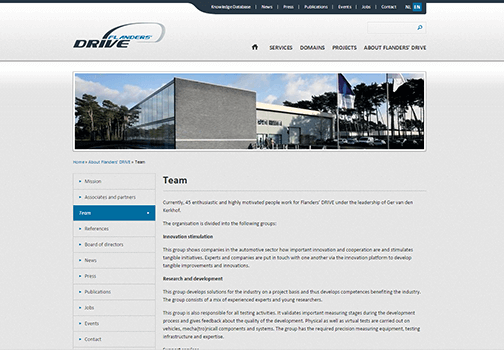 Knowledge Database | News | Press | Publications | Events | Jobs | Contact NL EN
FLANDERS'
DRIVE
SERVICES DOMAINS PROJECTS ABOUT FLANDERS' DRIVE
Home » About Flanders' DRIVE » Team
Mission
Associates and partners
Team
References
Board of directors
News
Press
Publications
Jobs
Events
Contact
Team
Currently, 45 enthusiastic and highly motivated people work for Flanders' DRIVE under the leadership of Ger van den
Kerkhof.
The organisation is divided into the following groups:
Innovation stimulation
This group shows companies in the automotive sector how important innovation and cooperation are and stimulates
tangible initiatives. Experts and companies are put in touch with one another via the innovation platform to develop
tangible improvements and innovations.
Research and development
This group develops solutions for the industry on a project basis and thus develops competences benefiting the industry.
The group consists of a mix of experienced experts and young researchers.
This group is also responsible for all testing activities. It validates important measuring stages during the development
process and gives feedback about the quality of the development. Physical as well as virtual tests are carried out on
vehicles, mecha(tro)nicall components and systems. The group has the required precision measuring equipment, testing
infrastructure and expertise.